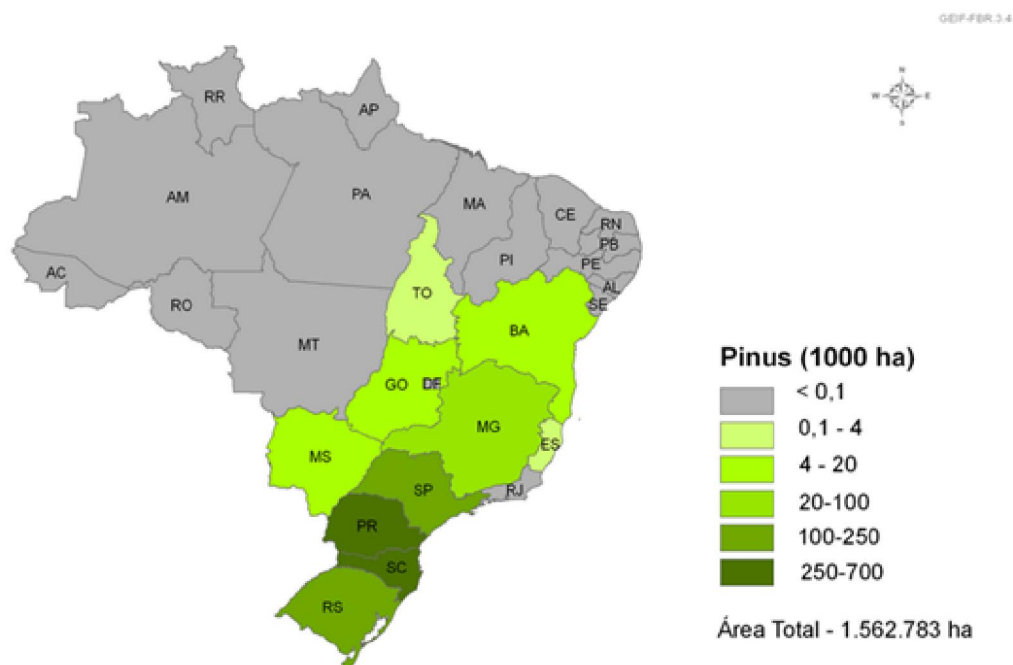 GEIF-FBR.3.4
N
W E
S
RR
AP
AM
PA
MA
CE
RN
PB
PE
PI
AL
SE
AC
RO
TO
MT
BA
GO
DF
MG
ES
MS
SP
RJ
PR
SC
RS
Pinus (1000 ha)
< 0,1
0,1 - 4
4 - 20
20-100
100-250
250-700
Área Total - 1.562.783 ha